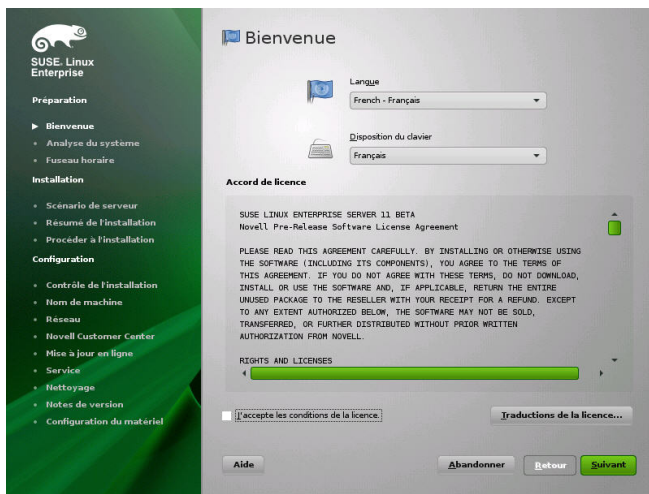 SUSE. Linux
Enterprise
Préparation
Bienvenue
Analyse du système
Fuseau horaire
Installation
Scénario de serveur
Résumé de l'installation
Procéder à l'installation
Configuration
Contrôle de l'installation
Nom de machine
Réseau
Novell Customer Center
Mise à jour en ligne
Service
Nettoyage
Notes de version
Configuration du matériel
Bienvenue
Langue
French - Français
Disposition du clavier
Français
Accord de licence
SUSE LINUX ENTERPRISE SERVER 11 BETA
Novell Pre-Release Software License Agreement
PLEASE READ THIS AGREEMENT CAREFULLY. BY INSTALLING OR OTHERWISE USING
THE SOFTWARE (INCLUDING ITS COMPONENTS), YOU AGREE TO THE TERMS OF
THIS AGREEMENT. IF YOU DO NOT AGREE WITH THESE TERMS, DO NOT DOWNLOAD,
INSTALL OR USE THE SOFTWARE AND, IF APPLICABLE, RETURN THE ENTIRE
UNUSED PACKAGE TO THE RESELLER WITH YOUR RECEIPT FOR A REFUND. EXCEPT
TO ANY EXTENT AUTHORIZED BELOW, THE SOFTWARE MAY NOT BE SOLD,
TRANSFERRED, OR FURTHER DISTRIBUTED WITHOUT PRIOR WRITTEN
AUTHORIZATION FROM NOVELL.
RIGHTS AND LICENSES
J'accepte les conditions de la licence.
Traductions de la licence...
Aide
Abandonner
Retour
Suivant